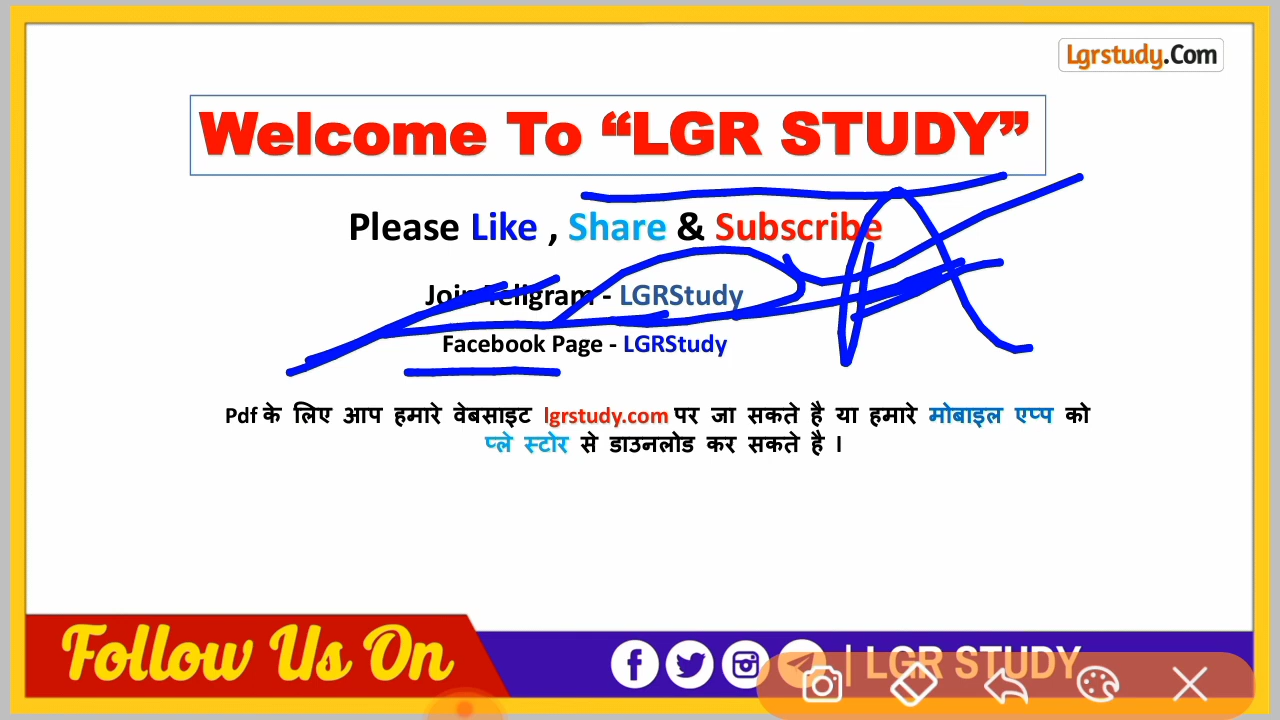 Lgrstudy.Com
Welcome To “LGR STUDY”
Please Like , Share & Subscribe
Join Teligram - LGRStudy
Facebook Page - LGRStudy
Pdf के लिए आप हमारे वेबसाइट lgrstudy.com पर जा सकते है या हमारे मोबाइल एप्प को
प्ले स्टोर से डाउनलोड कर सकते है ।
Follow Us On
| LGR STUDY